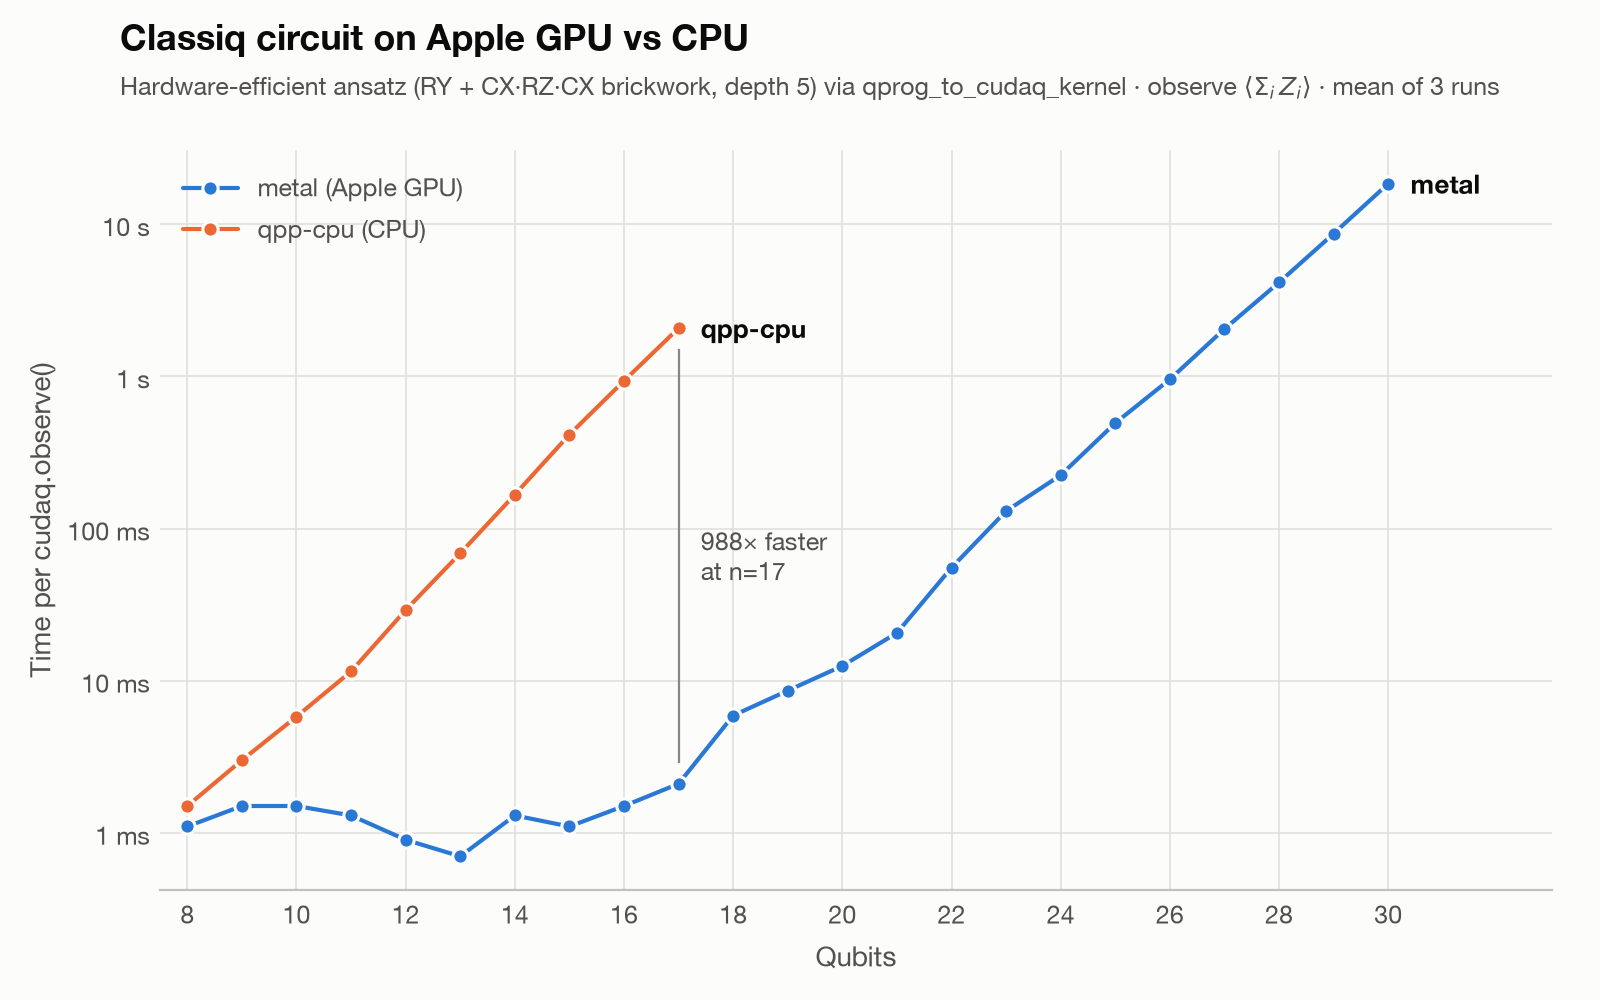 Classiq circuit on Apple GPU vs CPU
Hardware-efficient ansatz (RY + CX·RZ·CX brickwork, depth 5) via qprog_to_cudaq_kernel · observe ⟨Σᵢ Zᵢ⟩ · mean of 3 runs
metal (Apple GPU)
qpp-cpu (CPU)
metal
qpp-cpu
988× faster
at n=17
Time per cudaq.observe()
10 s
1 s
100 ms
10 ms
1 ms
8 10 12 14 16 18 20 22 24 26 28 30
Qubits